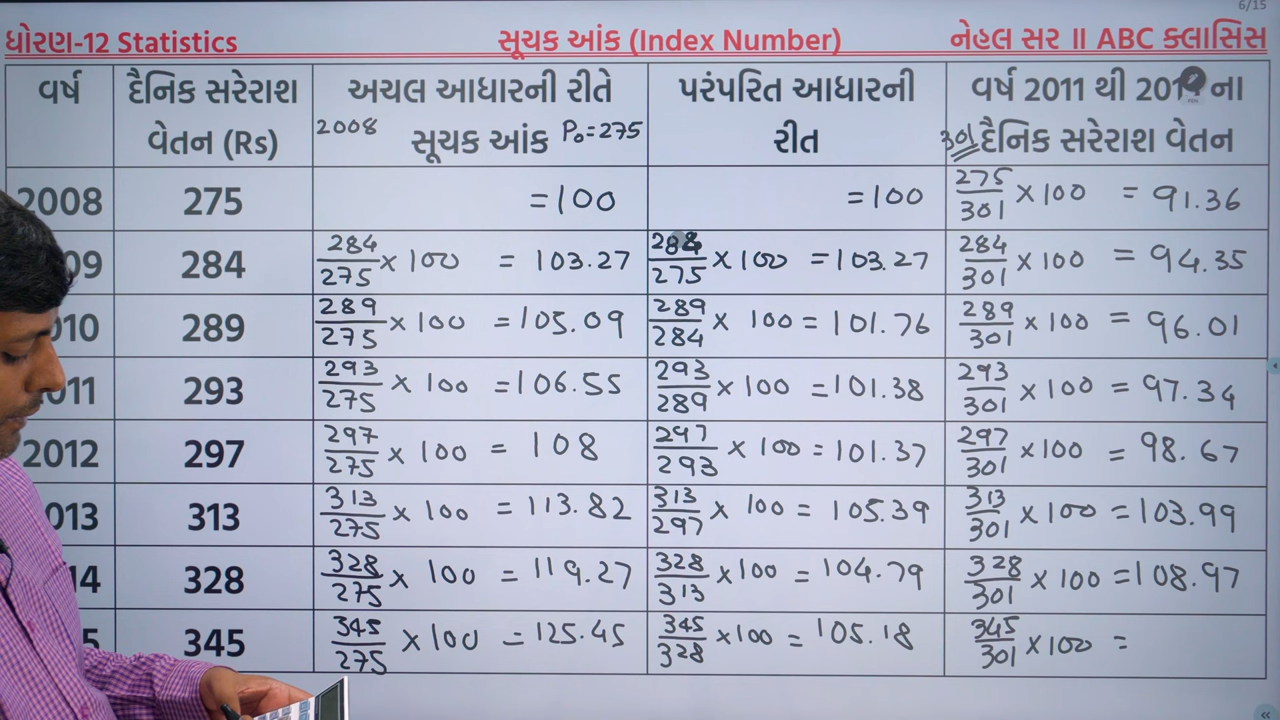 6/15
ધોરણ-12 Statistics સૂચક આંક (Index Number) નેહલ સર II ABC ક્લાસિસ
વર્ષ દૈનિક સરેરાશ વેતન (Rs) અચલ આધારની રીતે સૂચક આંક 2008 P₀=275 પરંપરિત આધારની રીત વર્ષ 2011 થી 201 ના દૈનિક સરેરાશ વેતન 301
2008 275 =100 =100 275/301 × 100 = 91.36
09 284 284/275 × 100 = 103.27 284/275 × 100 = 103.27 284/301 × 100 = 94.35
010 289 289/275 × 100 = 105.09 289/284 × 100 = 101.76 289/301 × 100 = 96.01
011 293 293/275 × 100 = 106.55 293/289 × 100 = 101.38 293/301 × 100 = 97.34
2012 297 297/275 × 100 = 108 297/293 × 100 = 101.37 297/301 × 100 = 98.67
013 313 313/275 × 100 = 113.82 313/297 × 100 = 105.39 313/301 × 100 = 103.99
14 328 328/275 × 100 = 119.27 328/313 × 100 = 104.79 328/301 × 100 = 108.97
5 345 345/275 × 100 = 125.45 345/328 × 100 = 105.18 345/301 × 100 =